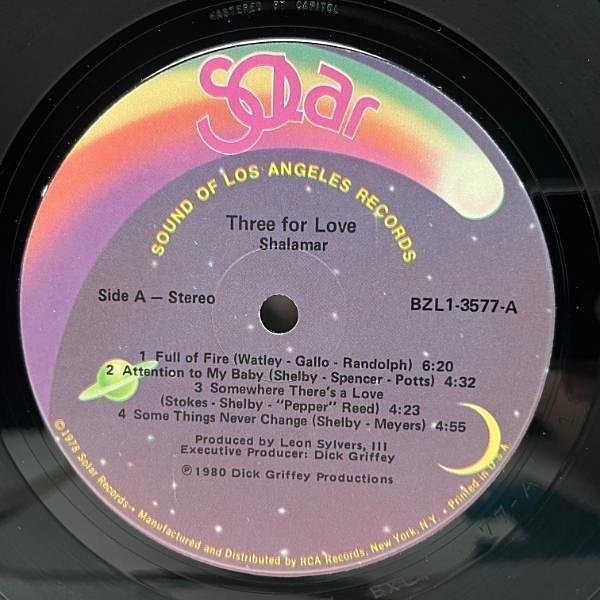 MASTERED BY CAPITOL
Solar
SOUND OF LOS ANGELES RECORDS
Three for Love
Shalamar
Side A — Stereo
BZL1-3577-A
1 Full of Fire (Watley - Gallo - Randolph) 6:20
2 Attention to My Baby (Shelby - Spencer - Potts) 4:32
3 Somewhere There's a Love
(Stokes - Shelby - "Pepper" Reed) 4:23
4 Some Things Never Change (Shelby - Meyers) 4:55
Produced by Leon Sylvers, III
Executive Producer: Dick Griffey
℗ 1980 Dick Griffey Productions
© 1978 Solar Records • Manufactured and Distributed by RCA Records, New York, N.Y. • Printed in U.S.A.